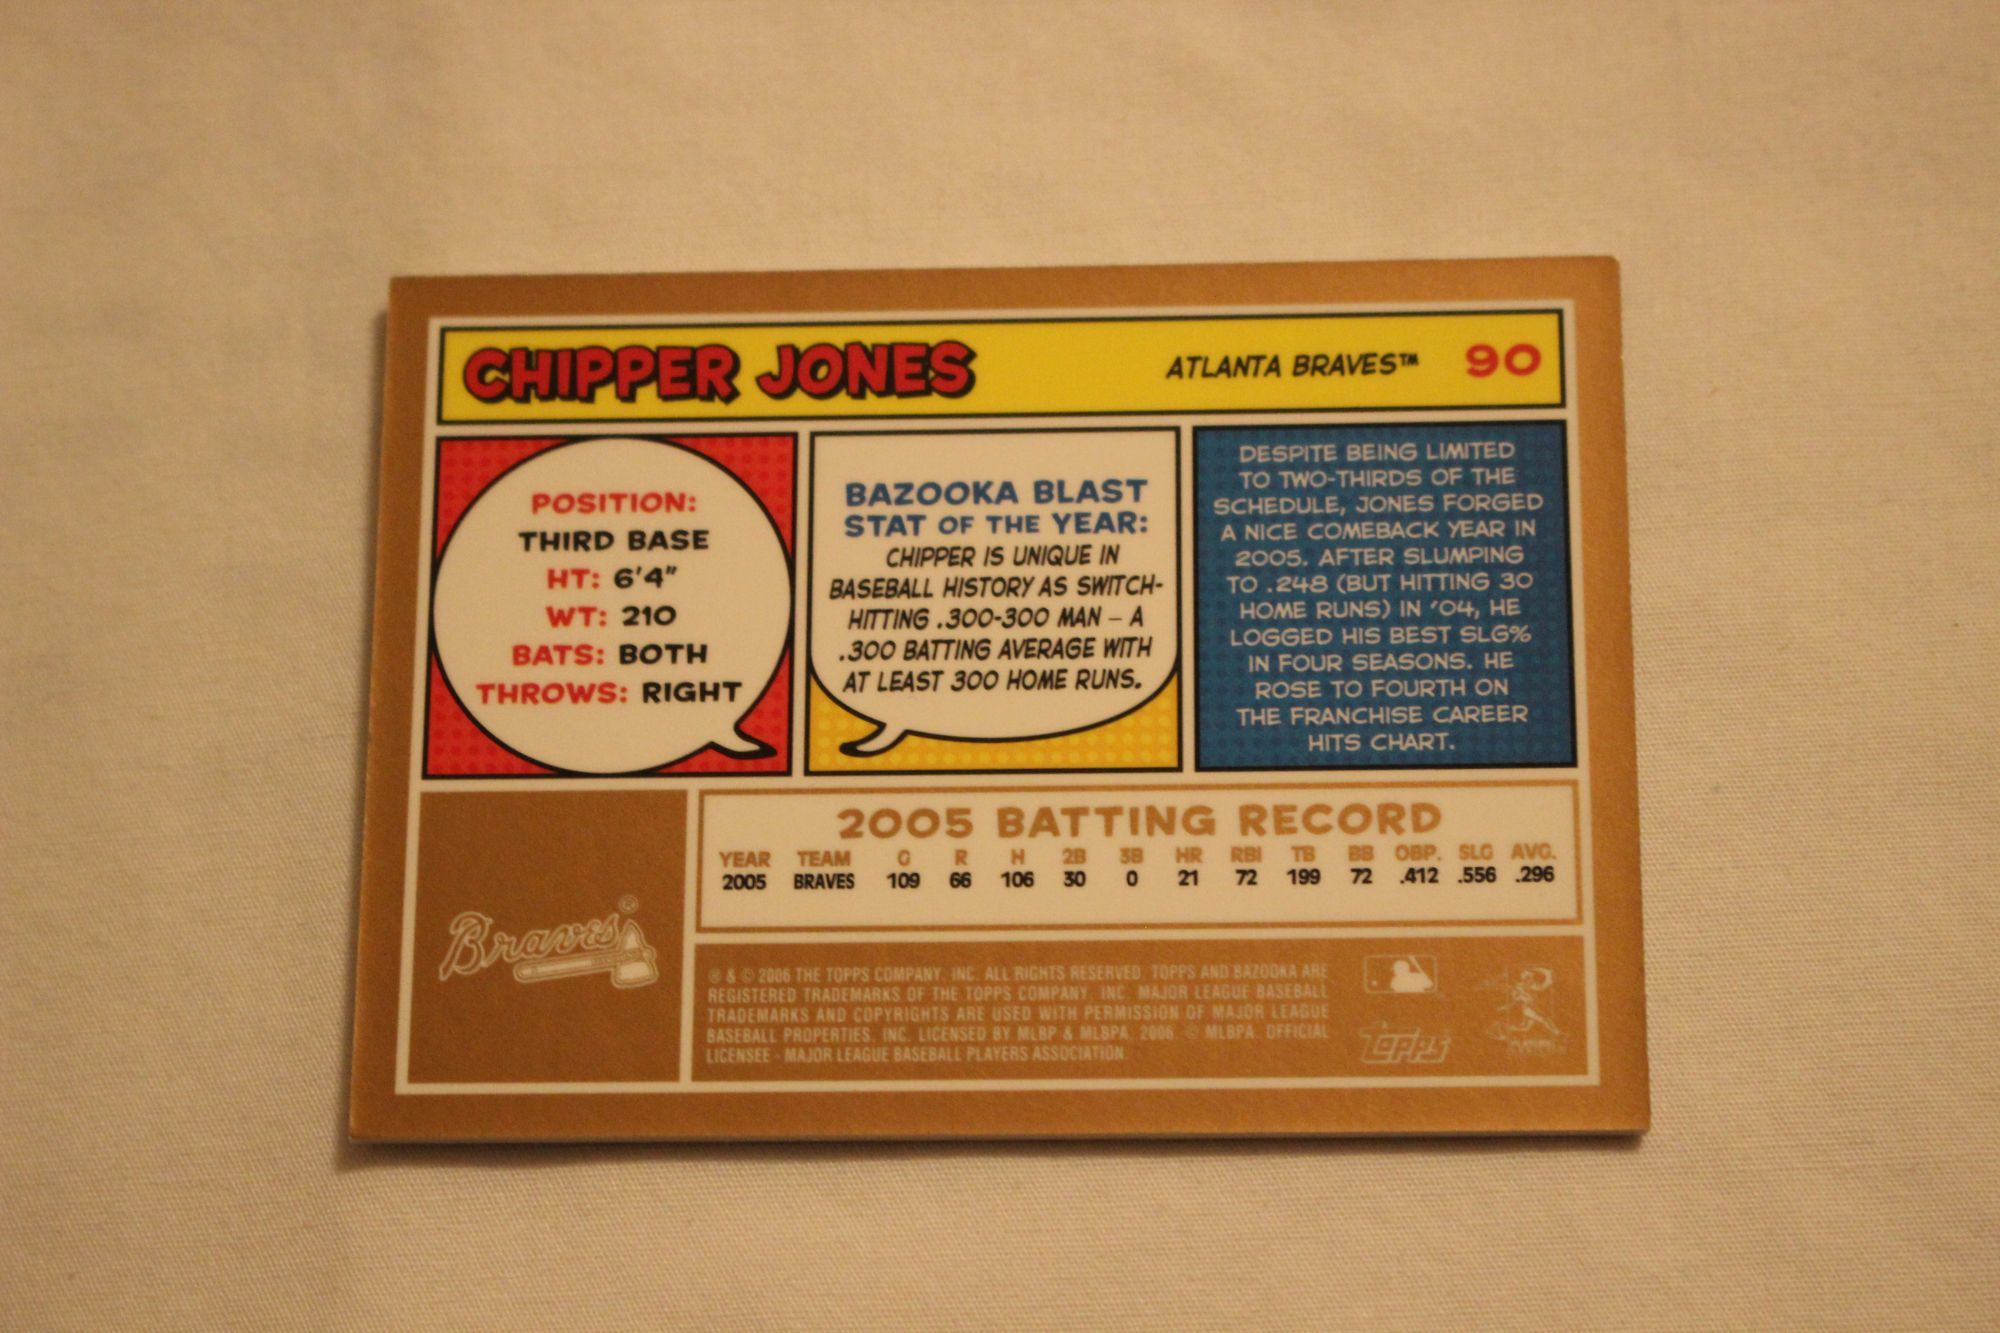 CHIPPER JONES
ATLANTA BRAVES™
90
POSITION:
THIRD BASE
HT: 6'4"
WT: 210
BATS: BOTH
THROWS: RIGHT
BAZOOKA BLAST
STAT OF THE YEAR:
CHIPPER IS UNIQUE IN
BASEBALL HISTORY AS SWITCH-
HITTING .300-300 MAN – A
.300 BATTING AVERAGE WITH
AT LEAST 300 HOME RUNS.
DESPITE BEING LIMITED
TO TWO-THIRDS OF THE
SCHEDULE, JONES FORGED
A NICE COMEBACK YEAR IN
2005. AFTER SLUMPING
TO .248 (BUT HITTING 30
HOME RUNS) IN '04, HE
LOGGED HIS BEST SLG%
IN FOUR SEASONS. HE
ROSE TO FOURTH ON
THE FRANCHISE CAREER
HITS CHART.
2005 BATTING RECORD
YEAR TEAM G R H 2B 3B HR RBI TB BB OBP. SLG AVG.
2005 BRAVES 109 66 106 30 0 21 72 199 72 .412 .556 .296
Braves®
® & © 2006 THE TOPPS COMPANY, INC. ALL RIGHTS RESERVED. TOPPS AND BAZOOKA ARE
REGISTERED TRADEMARKS OF THE TOPPS COMPANY, INC. MAJOR LEAGUE BASEBALL
TRADEMARKS AND COPYRIGHTS ARE USED WITH PERMISSION OF MAJOR LEAGUE
BASEBALL PROPERTIES, INC. LICENSED BY MLBP & MLBPA, 2006. © MLBPA. OFFICIAL
LICENSEE - MAJOR LEAGUE BASEBALL PLAYERS ASSOCIATION
Topps